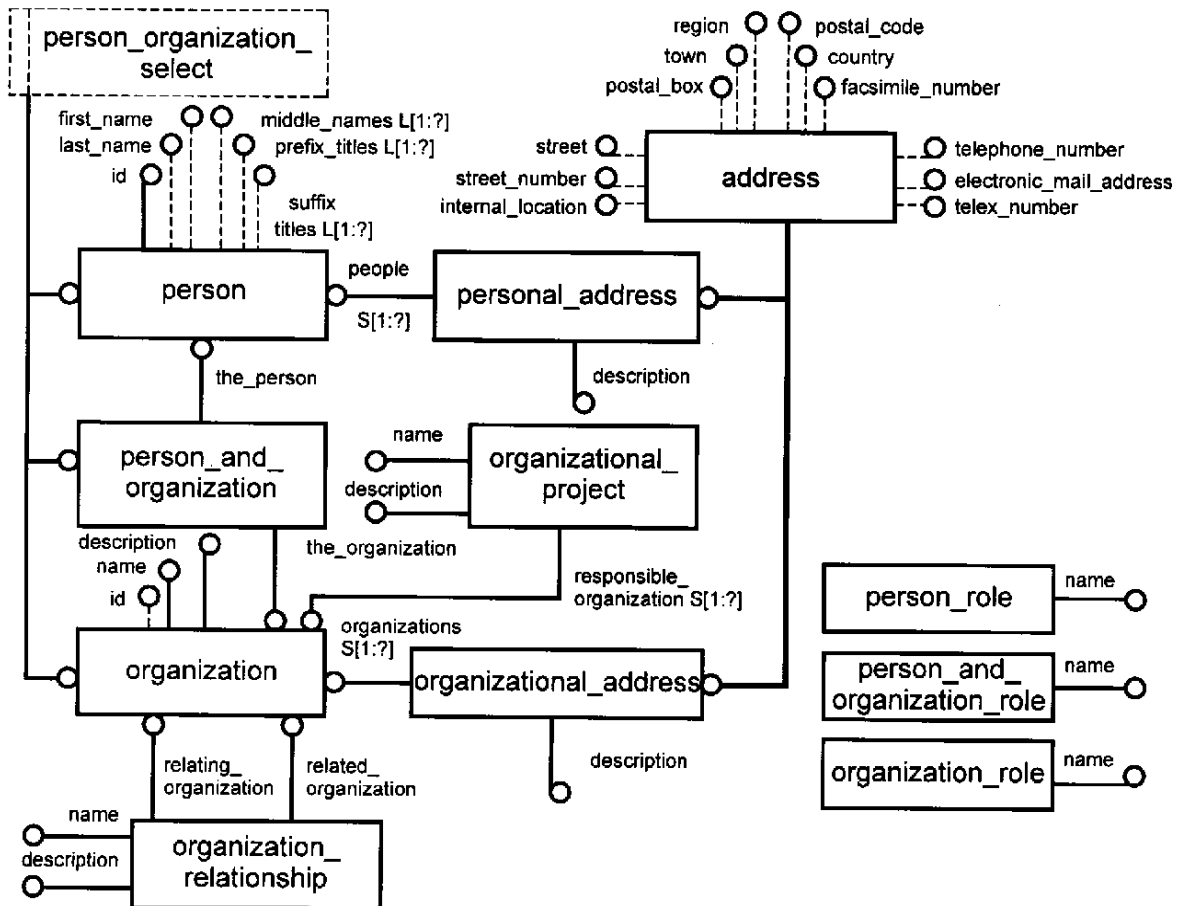 person_organization_
select
region
postal_code
town
country
postal_box
facsimile_number
first_name
middle_names L[1:?]
last_name
prefix_titles L[1:?]
id
suffix
titles L[1:?]
street
street_number
internal_location
address
telephone_number
electronic_mail_address
telex_number
person
people
S[1:?]
personal_address
the_person
description
person_and_
organization
name
description
organizational_
project
description
name
id
the_organization
responsible_
organization S[1:?]
organization
organizations
S[1:?]
organizational_address
person_role
name
person_and_
organization_role
name
organization_role
name
relating_
organization
related_
organization
description
name
description
organization_
relationship